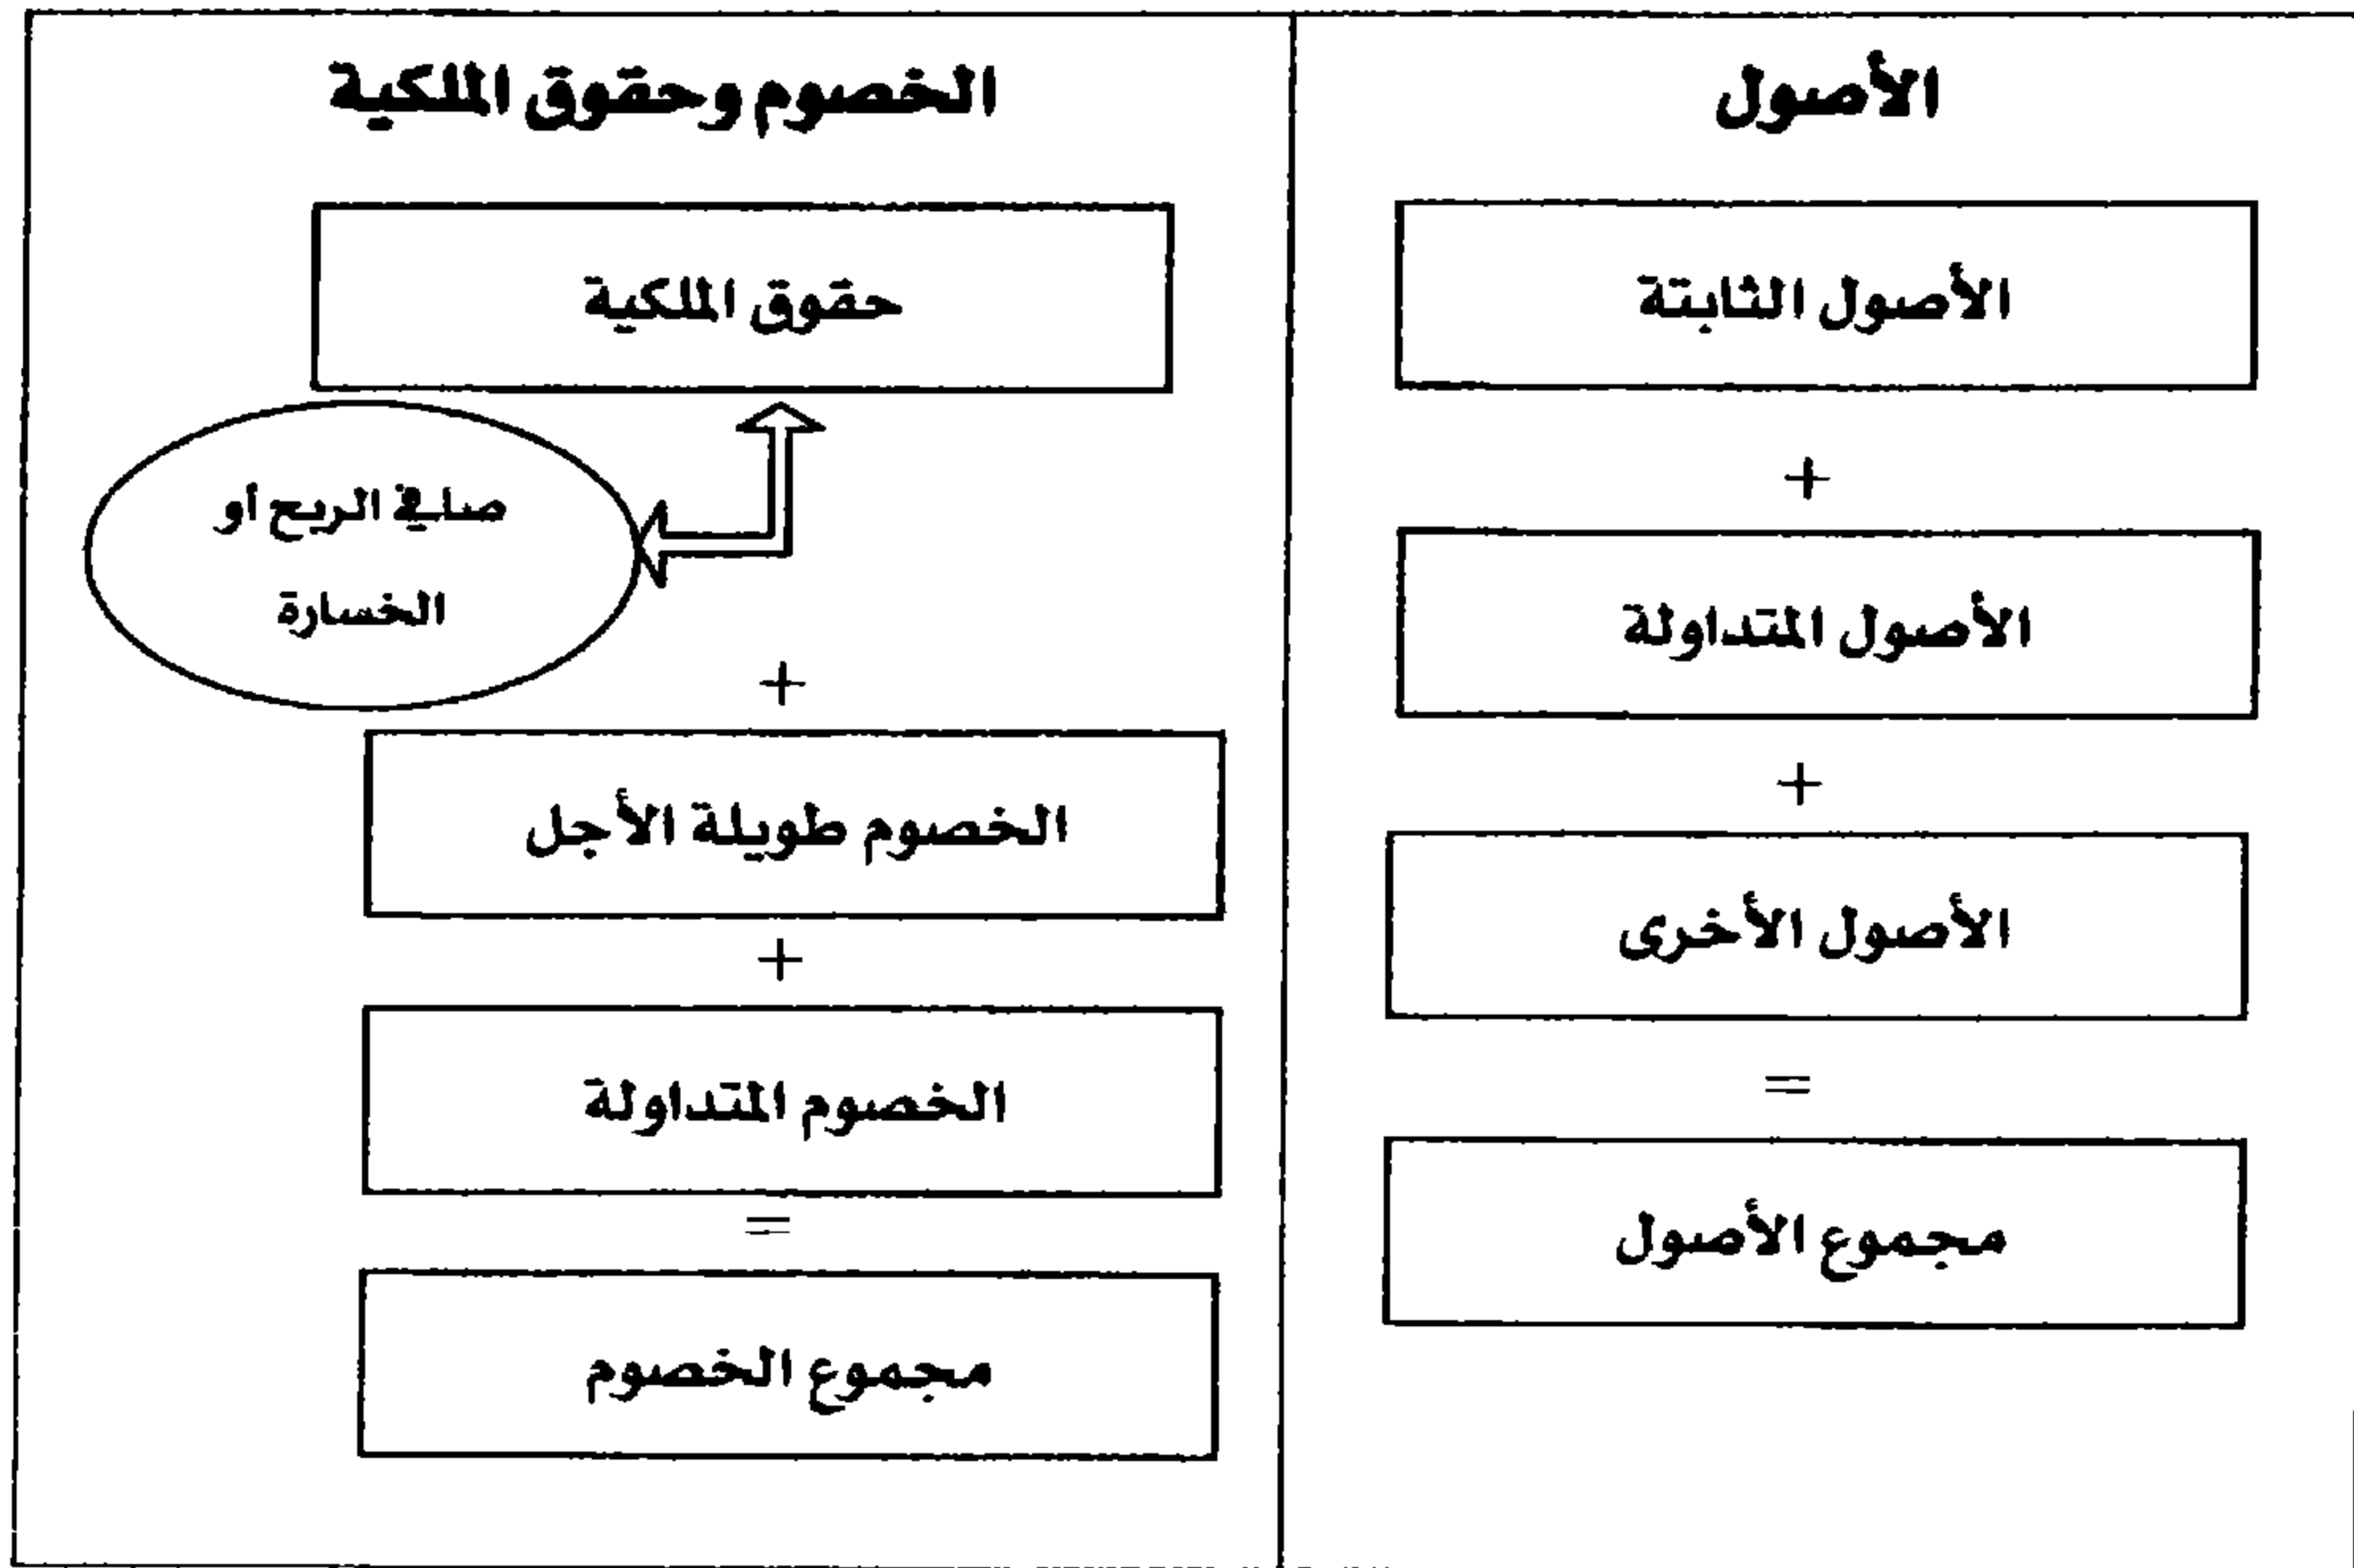 الأصول
الأصول الثابتة
+
الأصول المتداولة
+
الأصول الأخرى
=
مجموع الأصول
الخصوم وحقوق الملكية
حقوق الملكية
صافي الربح أو
الخسارة
+
الخصوم طويلة الأجل
+
الخصوم المتداولة
=
مجموع الخصوم